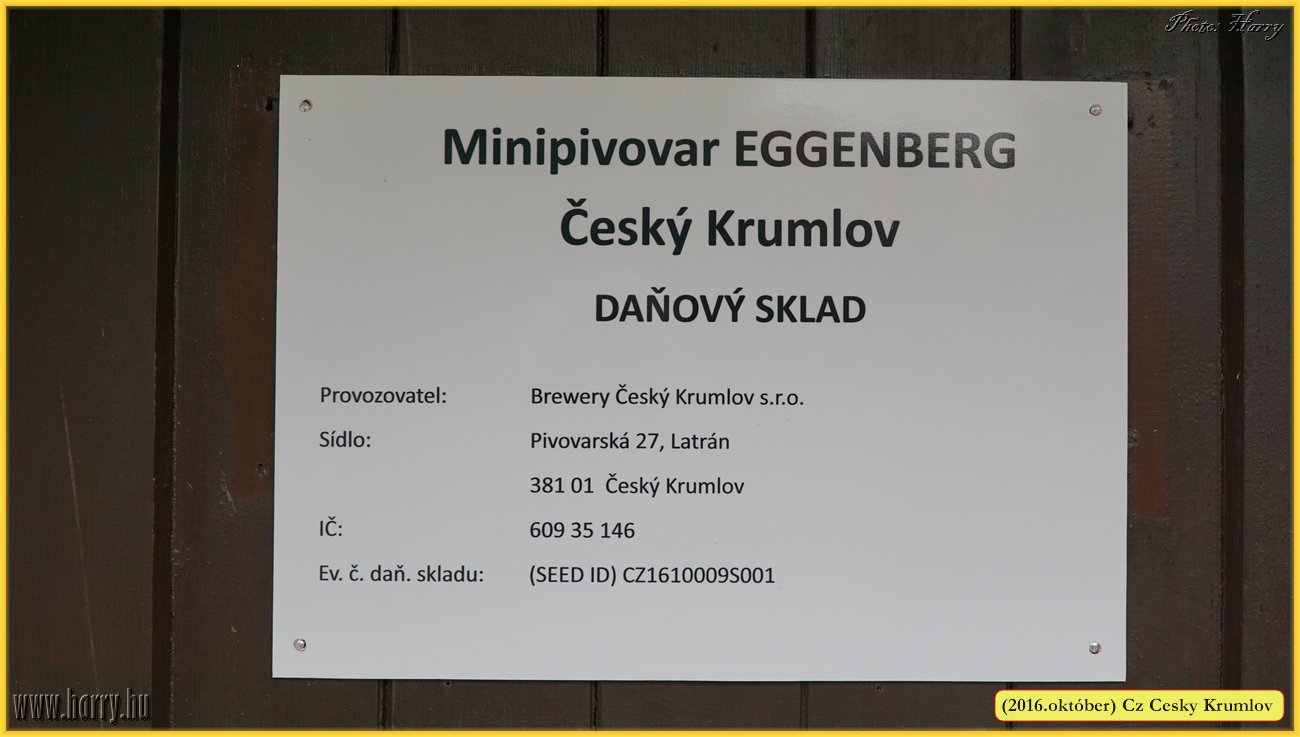 Photo: Harry
Minipivovar EGGENBERG
Český Krumlov
DAŇOVÝ SKLAD
Provozovatel: Brewery Český Krumlov s.r.o.
Sídlo: Pivovarská 27, Latrán
381 01 Český Krumlov
IČ: 609 35 146
Ev. č. daň. skladu: (SEED ID) CZ1610009S001
www.harry.hu
(2016.október) Cz Cesky Krumlov